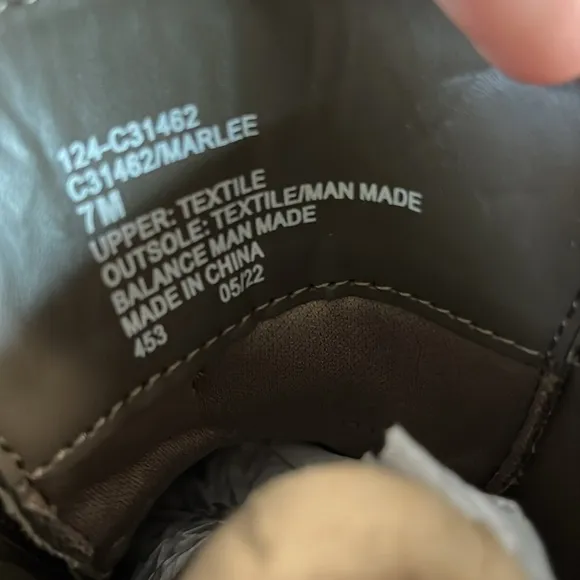 124-C31462
C31462/MARLEE
7M
UPPER: TEXTILE
OUTSOLE: TEXTILE/MAN MADE
BALANCE MAN MADE
MADE IN CHINA
453 05/22